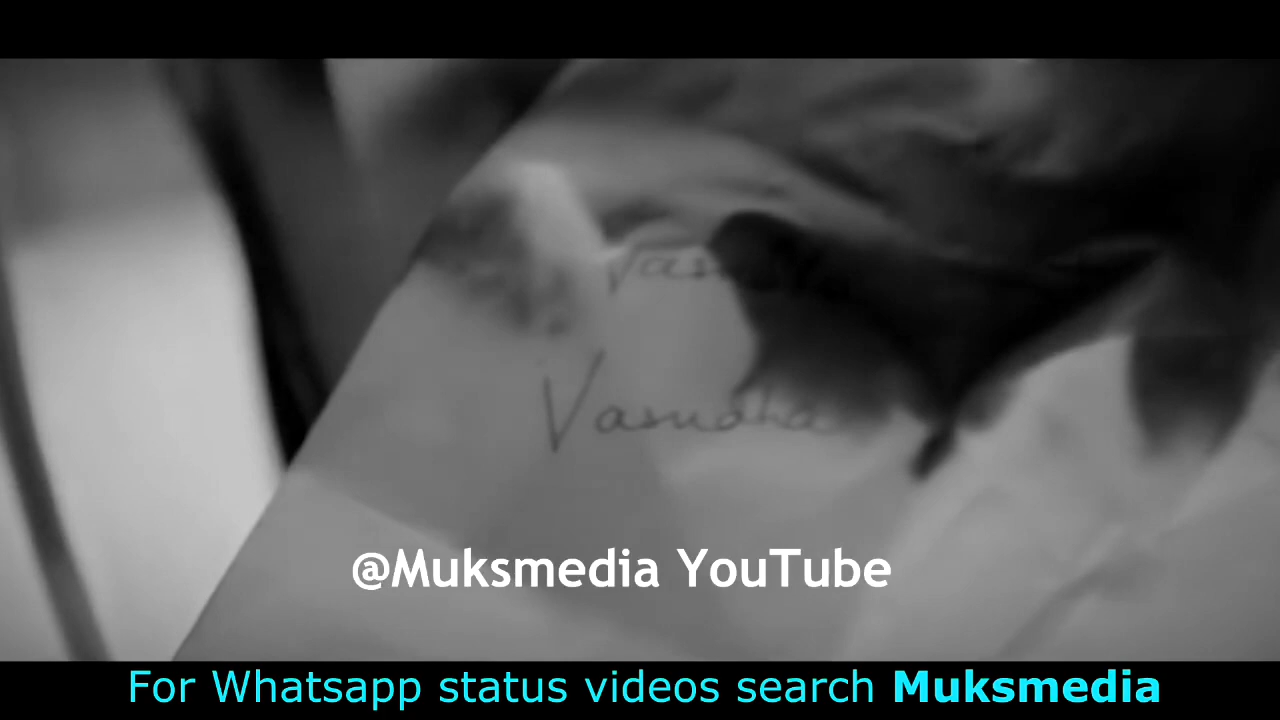 Vasudha
@Muksmedia YouTube
For Whatsapp status videos search Muksmedia